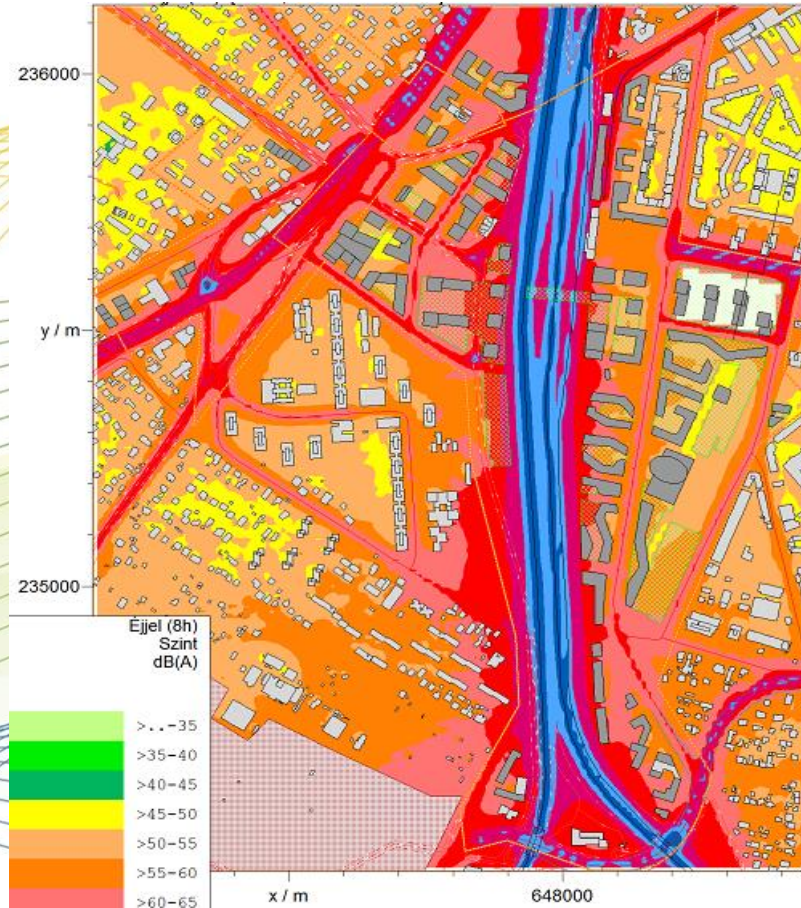 236000
y / m
235000
Éjjel (8h)
Szint
dB(A)
>..-35
>35-40
>40-45
>45-50
>50-55
>55-60
>60-65
x / m
648000